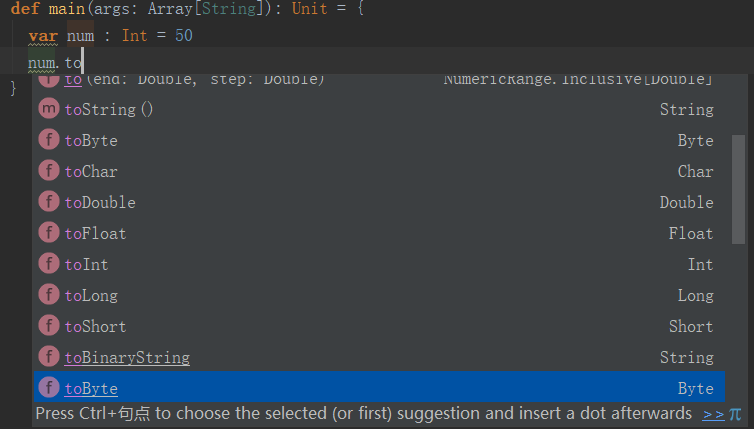 def main(args: Array[String]): Unit = {
var num : Int = 50
num.to
}
to(end: Double, step: Double) NumericRange.Inclusive[Double]
m toString() String
f toByte Byte
f toChar Char
f toDouble Double
f toFloat Float
f toInt Int
f toLong Long
f toShort Short
f toBinaryString String
f toByte Byte
Press Ctrl+句点 to choose the selected (or first) suggestion and insert a dot afterwards >> π